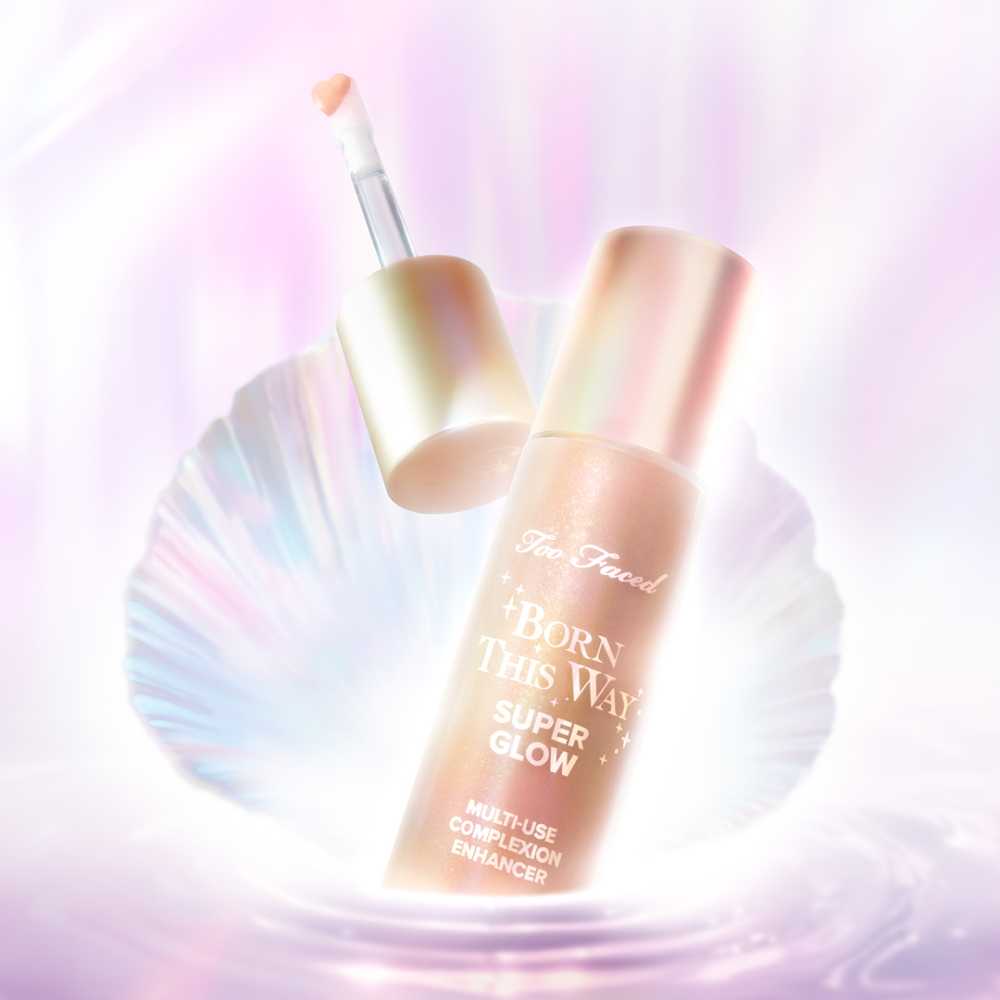 Too Faced
BORN
THIS WAY
SUPER
GLOW
MULTI-USE
COMPLEXION
ENHANCER